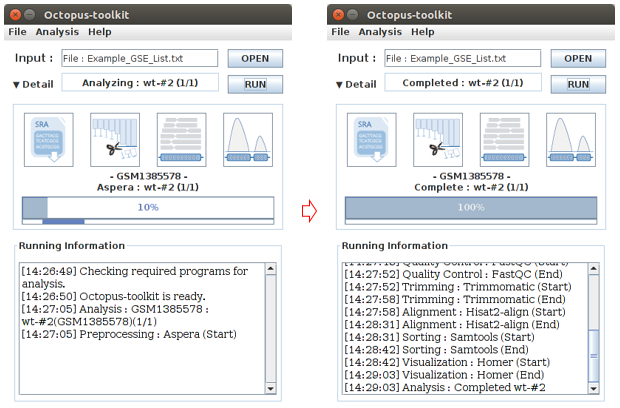 Octopus-toolkit
File Analysis Help
Input : File : Example_GSE_List.txt OPEN
▼ Detail Analyzing : wt-#2 (1/1) RUN
SRA
- GSM1385578 -
Aspera : wt-#2 (1/1)
10%
Running Information
[14:26:49] Checking required programs for
analysis.
[14:26:50] Octopus-toolkit is ready.
[14:27:05] Analysis : GSM1385578 :
wt-#2(GSM1385578)(1/1)
[14:27:05] Preprocessing : Aspera (Start)
Octopus-toolkit
File Analysis Help
Input : File : Example_GSE_List.txt OPEN
▼ Detail Completed : wt-#2 (1/1) RUN
SRA
- GSM1385578 -
Complete : wt-#2 (1/1)
100%
Running Information
Quality Control : FastQC (Start)
[14:27:52] Quality Control : FastQC (End)
[14:27:52] Trimming : Trimmomatic (Start)
[14:27:58] Trimming : Trimmomatic (End)
[14:27:58] Alignment : Hisat2-align (Start)
[14:28:31] Alignment : Hisat2-align (End)
[14:28:31] Sorting : Samtools (Start)
[14:28:42] Sorting : Samtools (End)
[14:28:42] Visualization : Homer (Start)
[14:29:03] Visualization : Homer (End)
[14:29:03] Analysis : Completed wt-#2